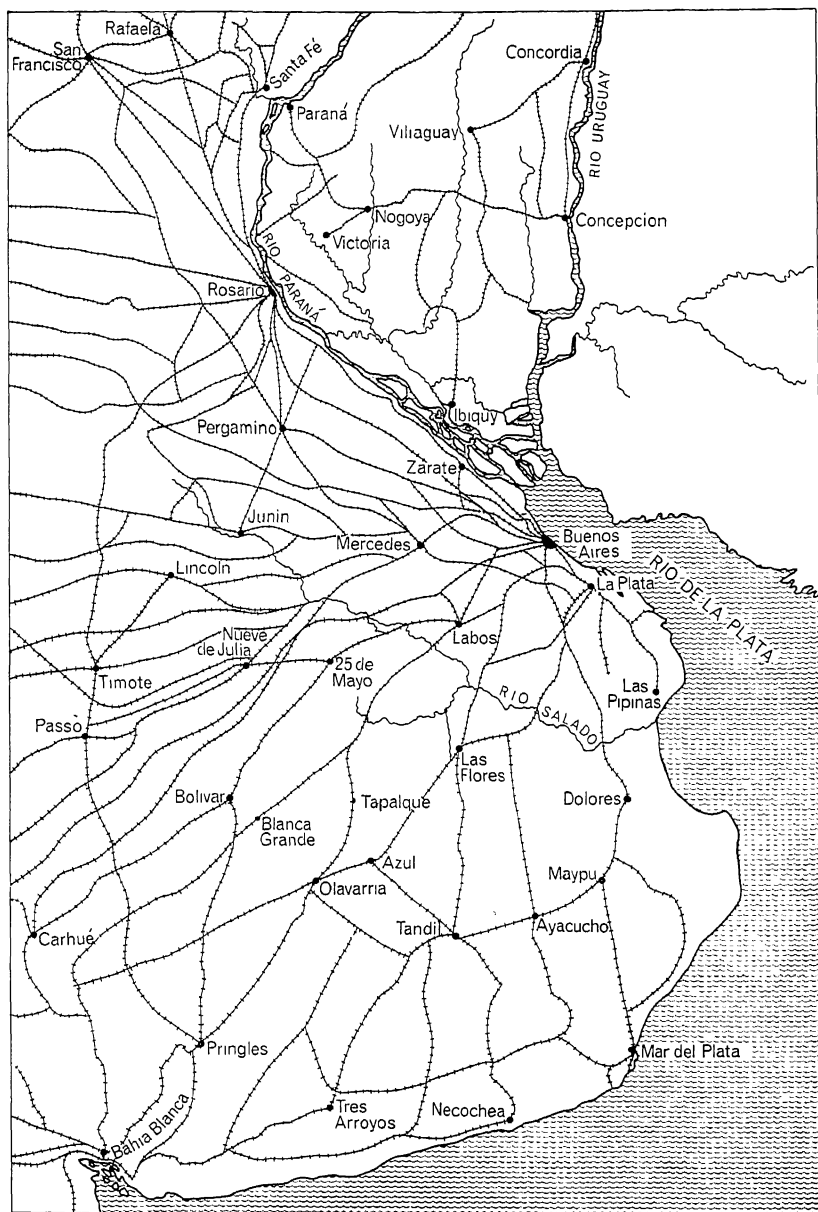 Rafaela
San
Francisco
Santa Fé
Concordia
Paraná
Villaguay
RIO URUGUAY
Nogoya
Concepcion
Victoria
RIO PARANÁ
Rosario
Ibiquy
Pergamino
Zárate
Junin
Mercedes
Buenos
Aires
Lincoln
La Plata
RIO DE LA PLATA
Labos
Nueve
de Julia
25 de
Mayo
Timote
Las
Pipinas
RIO SALADO
Passo
Las
Flores
Bolivar
Tapalque
Dolores
Blanca
Grande
Azul
Olavarria
Maypu
Carhué
Tandil
Ayacucho
Pringles
Mar del Plata
Tres
Arroyos
Necochea
Bahia Blanca